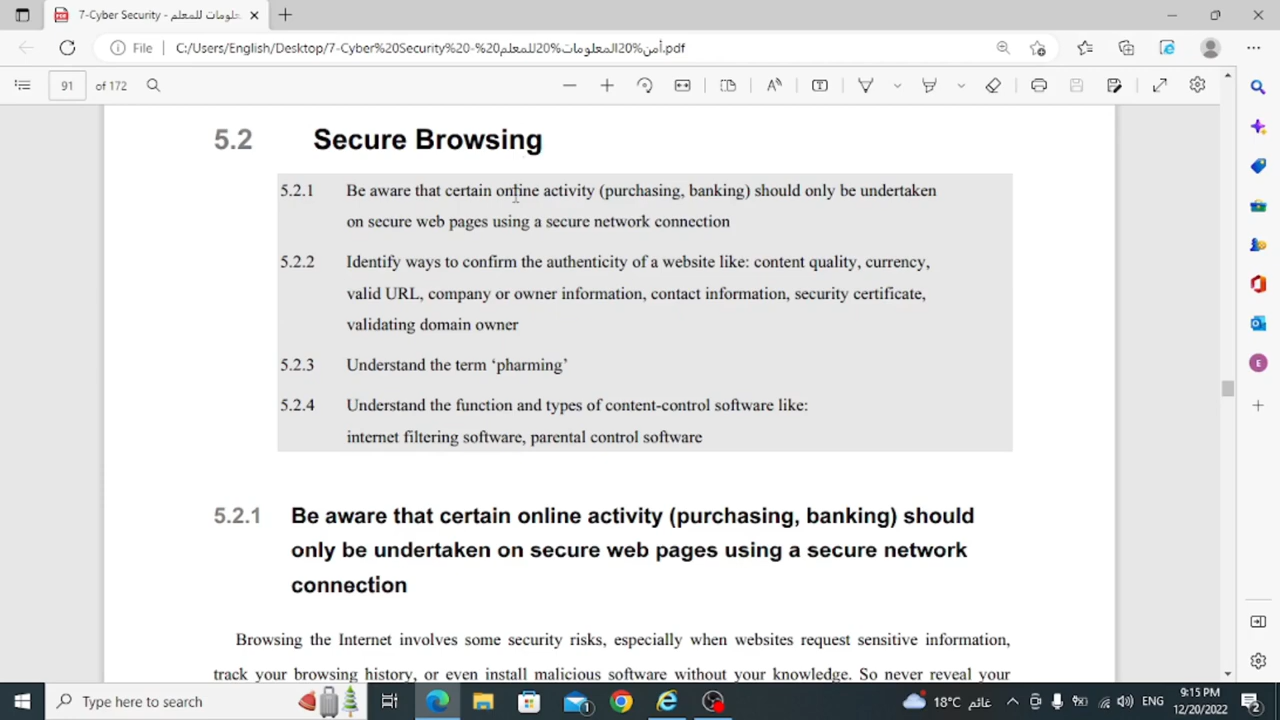 7-Cyber Security - معلومات للمعلم
File
C:/Users/English/Desktop/7-Cyber%20Security%20-%20أمن%20المعلومات%20للمعلم.pdf
91 of 172
5.2 Secure Browsing
5.2.1 Be aware that certain online activity (purchasing, banking) should only be undertaken
on secure web pages using a secure network connection
5.2.2 Identify ways to confirm the authenticity of a website like: content quality, currency,
valid URL, company or owner information, contact information, security certificate,
validating domain owner
5.2.3 Understand the term ‘pharming’
5.2.4 Understand the function and types of content-control software like:
internet filtering software, parental control software
5.2.1 Be aware that certain online activity (purchasing, banking) should
only be undertaken on secure web pages using a secure network
connection
Browsing the Internet involves some security risks, especially when websites request sensitive information,
track your browsing history, or even install malicious software without your knowledge. So never reveal your
Type here to search
18°C غائم
ENG
9:15 PM
12/20/2022